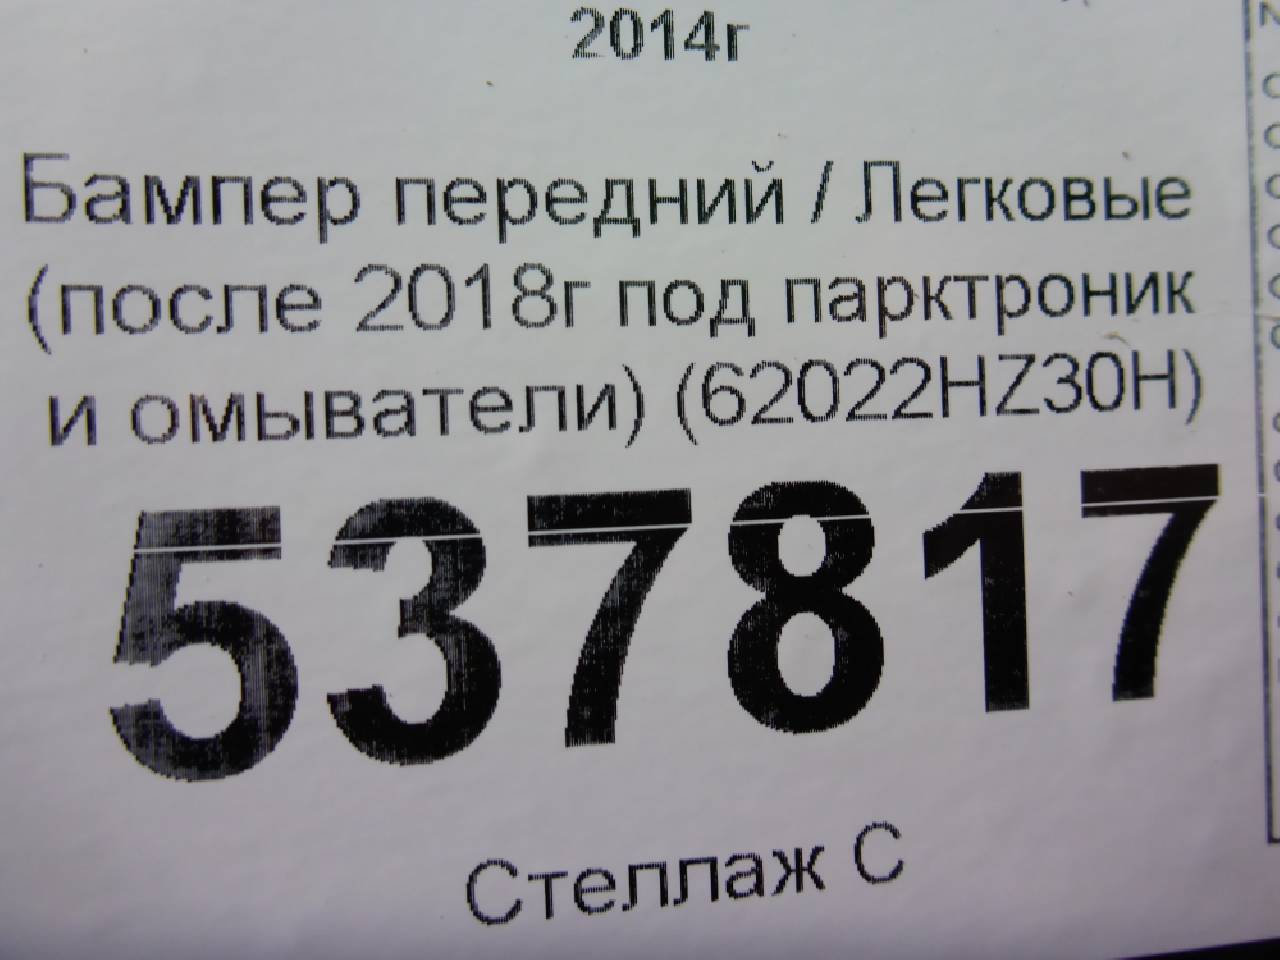 2014г
Бампер передний / Легковые
(после 2018г под парктроник
и омыватели) (62022HZ30H)
537817
Стеллаж С